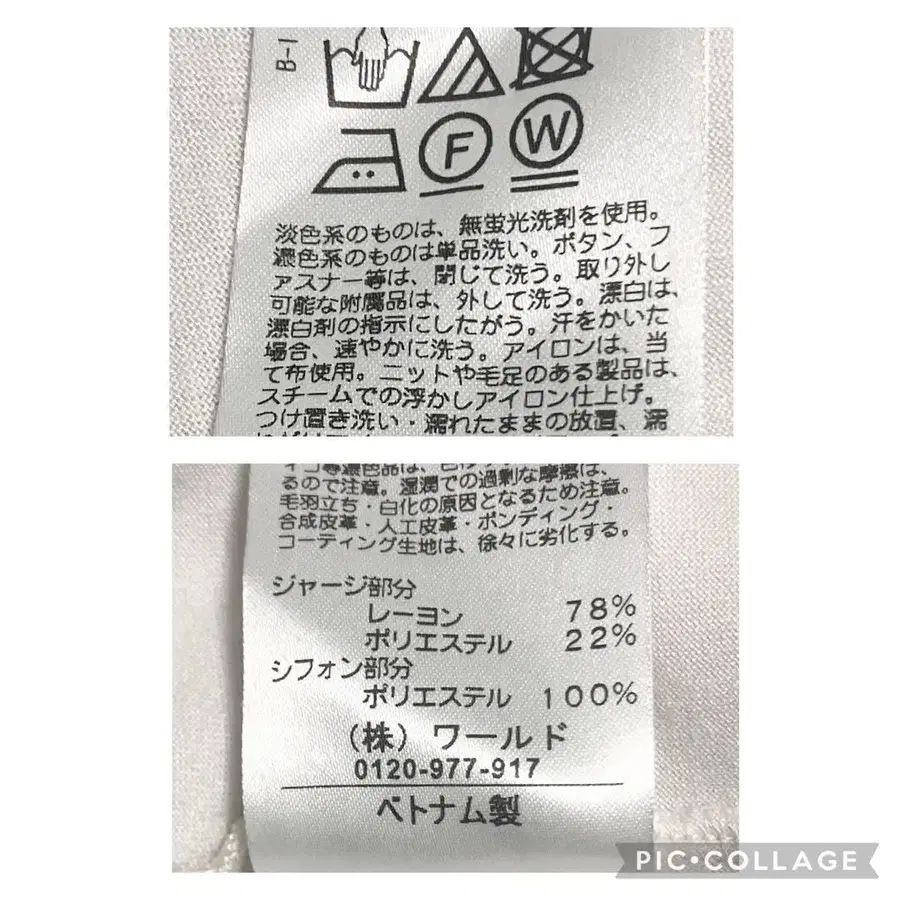 B-1
F
W
淡色系のものは、無蛍光洗剤を使用。
濃色系のものは単品洗い。ボタン、フ
ァスナー等は、閉じて洗う。取り外し
可能な附属品は、外して洗う。漂白は、
漂白剤の指示にしたがう。汗をかいた
場合、速やかに洗う。アイロンは、当
て布使用。ニットや毛足のある製品は、
スチームでの浮かしアイロン仕上げ。
つけ置き洗い・濡れたままの放置、濡
るので注意。湿潤での過剰な摩擦は、
毛羽立ち・白化の原因となるため注意。
合成皮革・人工皮革・ボンディング・
コーティング生地は、徐々に劣化する。
ジャージ部分
レーヨン 78%
ポリエステル 22%
シフォン部分
ポリエステル 100%
（株）ワールド
0120-977-917
ベトナム製
PIC•COLLAGE